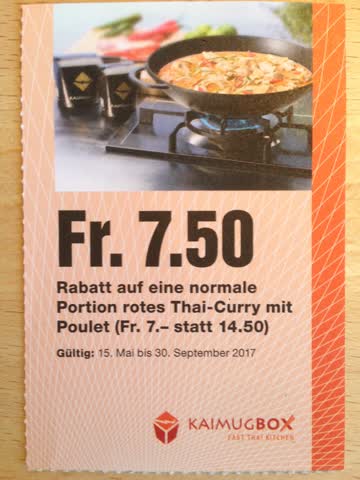 Fr. 7.50
Rabatt auf eine normale
Portion rotes Thai-Curry mit
Poulet (Fr. 7.– statt 14.50)
Gültig: 15. Mai bis 30. September 2017
KAIMUGBOX
FAST THAI KITCHEN